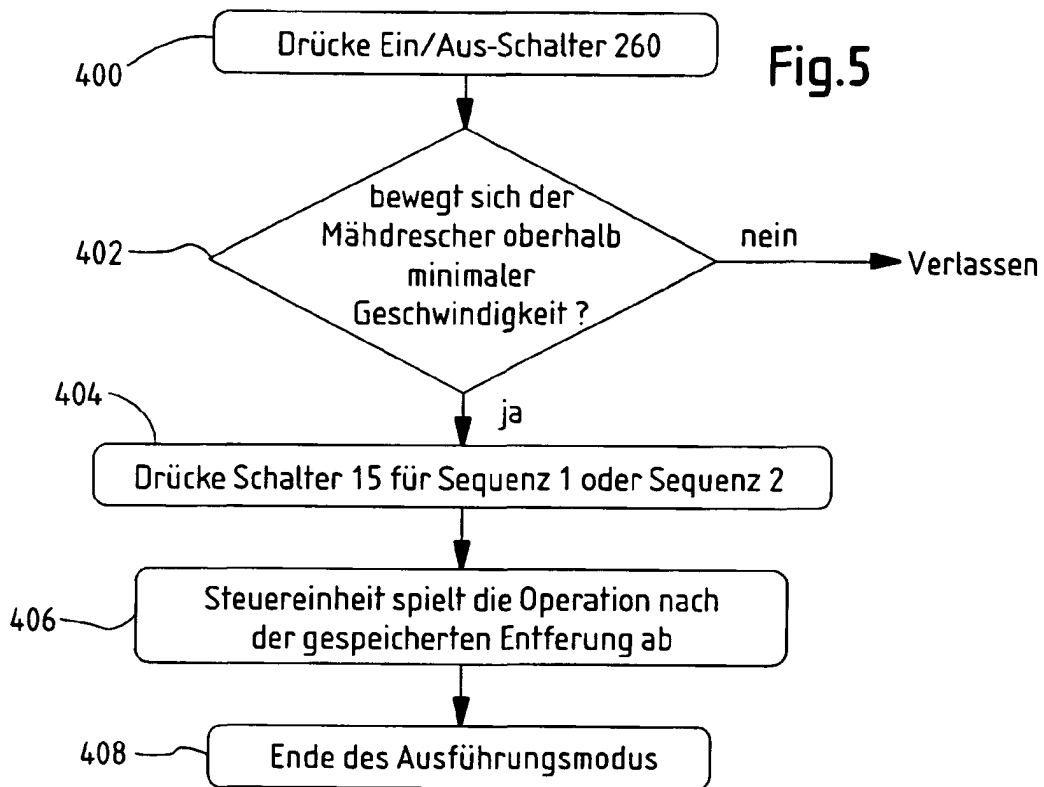 400
Drücke Ein/Aus-Schalter 260
Fig.5
402
bewegt sich der
Mähdrescher oberhalb
minimaler
Geschwindigkeit ?
nein
Verlassen
ja
404
Drücke Schalter 15 für Sequenz 1 oder Sequenz 2
406
Steuereinheit spielt die Operation nach
der gespeicherten Entferung ab
408
Ende des Ausführungsmodus